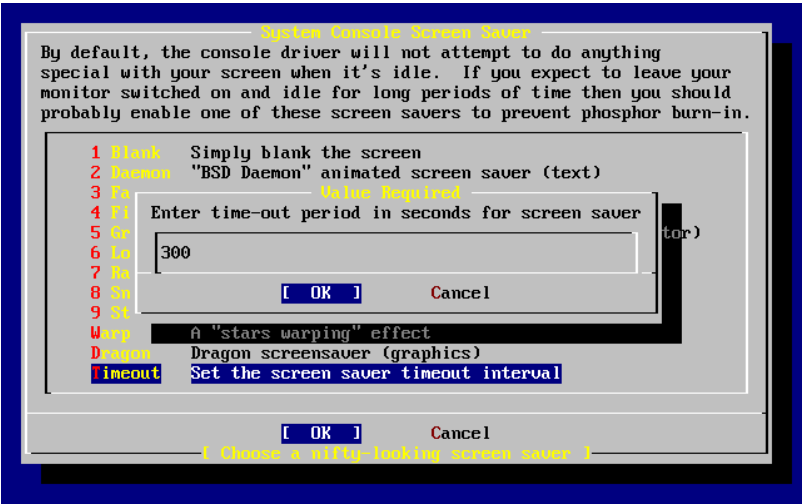 System Console Screen Saver
By default, the console driver will not attempt to do anything
special with your screen when it's idle.  If you expect to leave your
monitor switched on and idle for long periods of time then you should
probably enable one of these screen savers to prevent phosphor burn-in.
1 Blank    Simply blank the screen
2 Daemon   "BSD Daemon" animated screen saver (text)
3 Fa
Value Required
4 Fi
Enter time-out period in seconds for screen saver
5 Gr
tor)
6 Lo
300
7 Ra
8 Sn
[  OK  ]       Cancel
9 St
Warp       A "stars warping" effect
Dragon     Dragon screensaver (graphics)
Timeout    Set the screen saver timeout interval
[  OK  ]       Cancel
[ Choose a nifty-looking screen saver ]